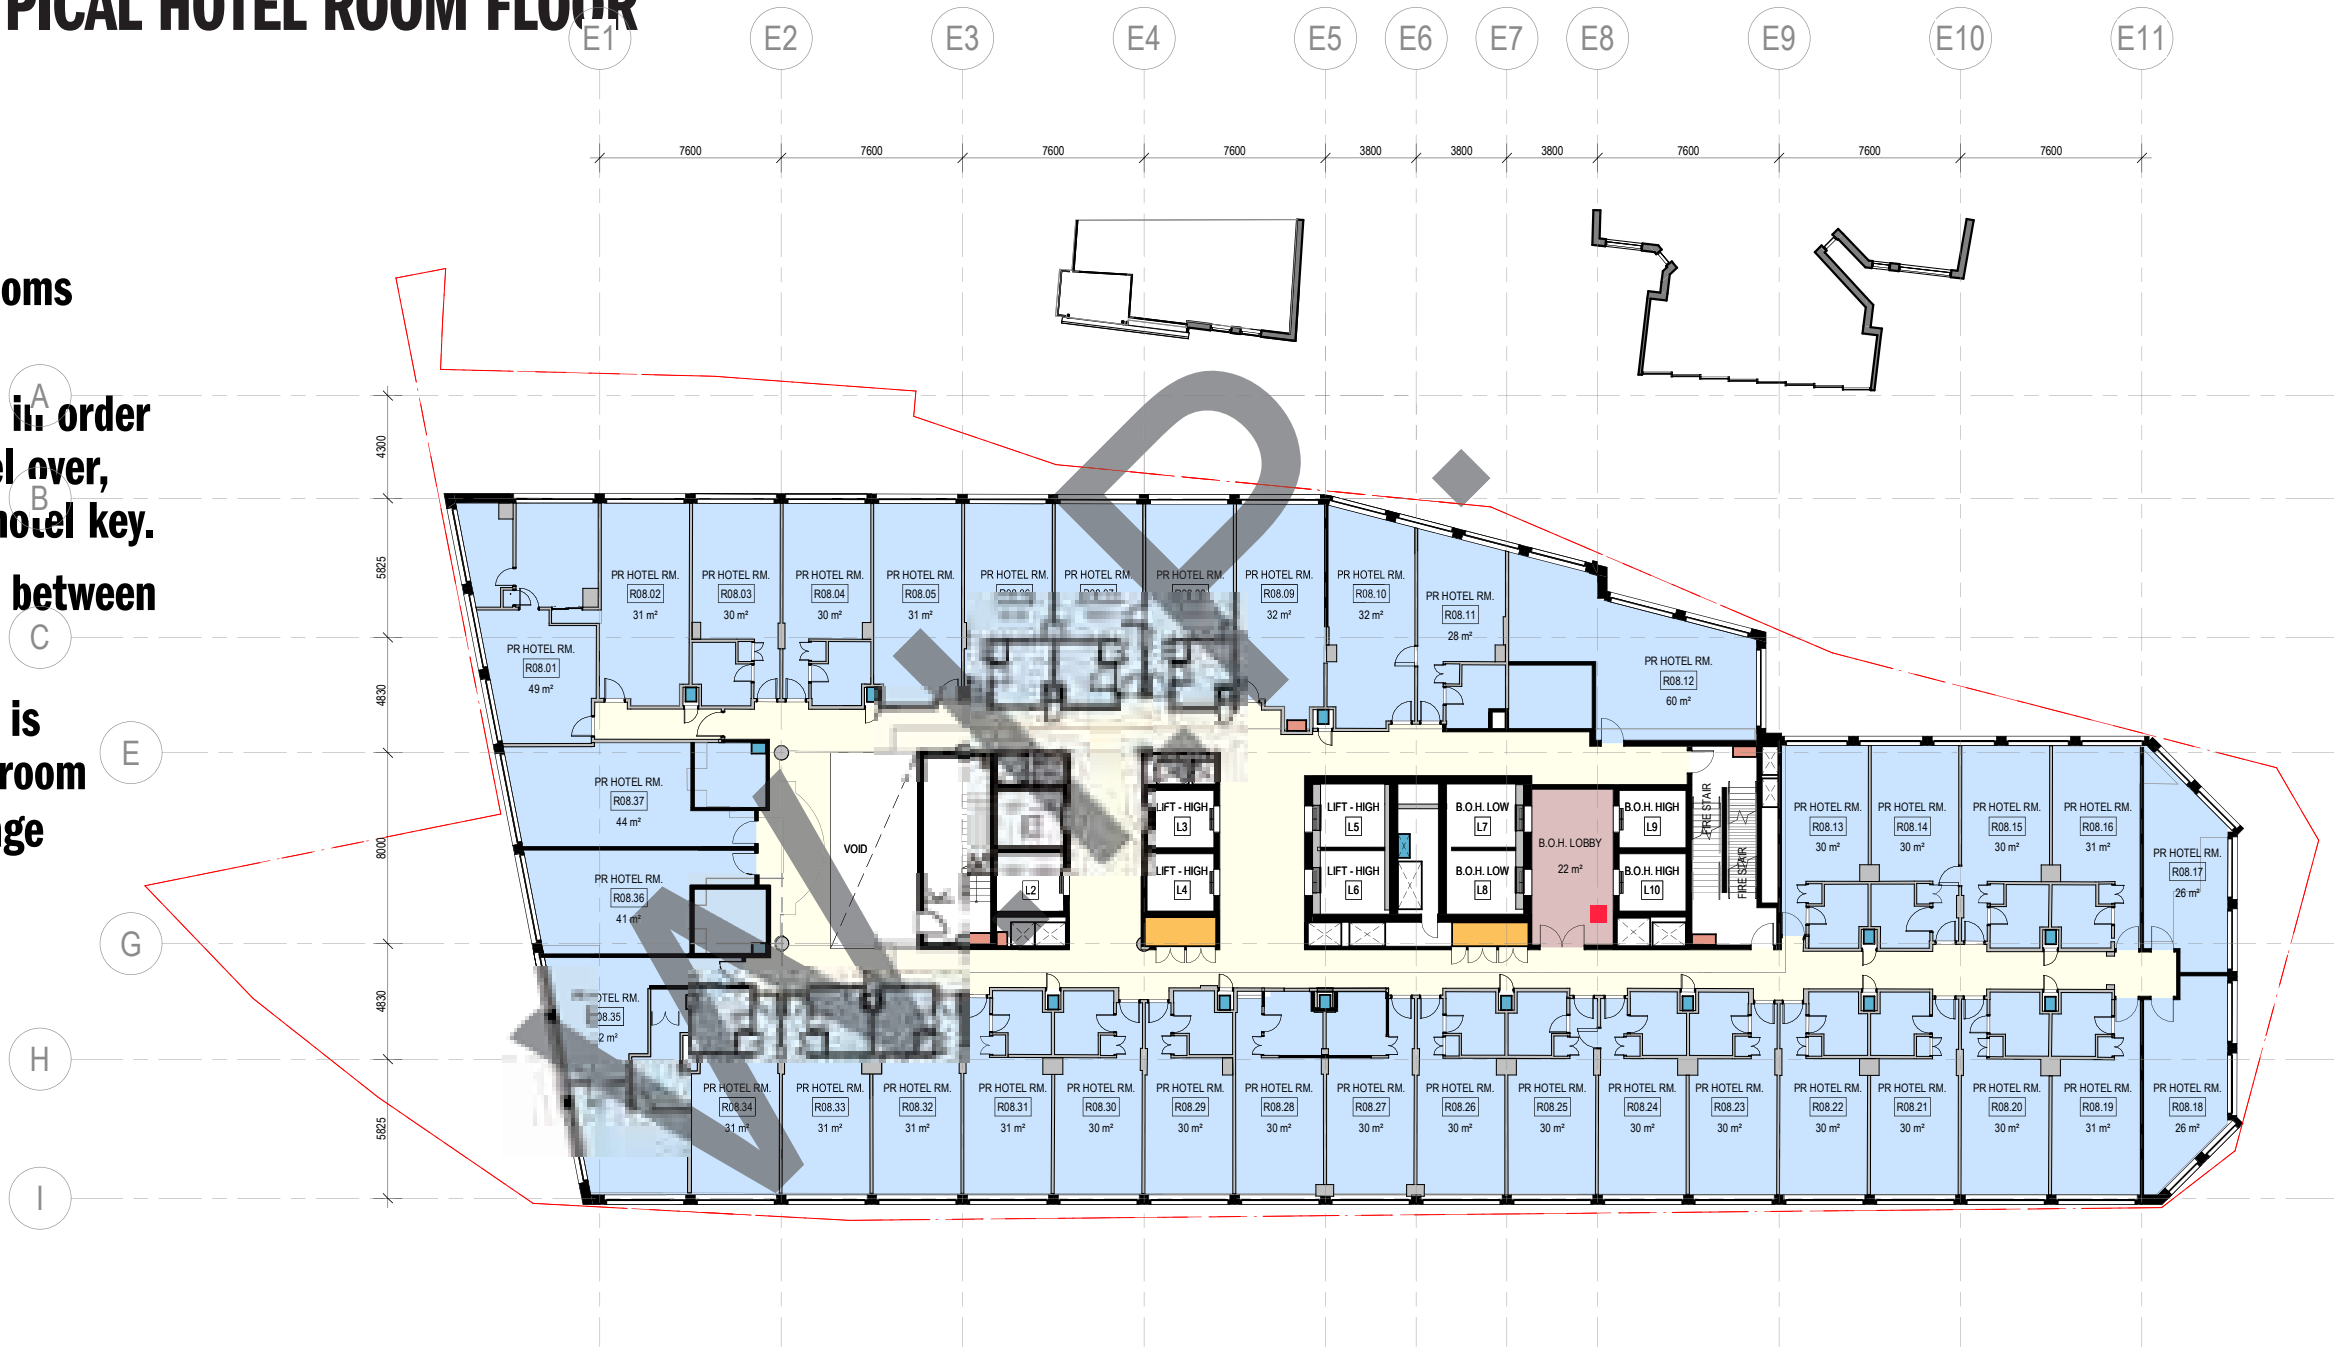 PICAL HOTEL ROOM FLOOR
E1 E2 E3 E4 E5 E6 E7 E8 E9 E10 E11
7600 7600 7600 7600 3800 3800 3800 7600 7600 7600
ooms
in order
el over,
hotel key.
between
is
room
A
B
C
E
G
H
I
4300
5825
4830
8000
4830
5825
PR HOTEL RM.
R08.01
49 m²
PR HOTEL RM.
R08.02
31 m²
PR HOTEL RM.
R08.03
30 m²
PR HOTEL RM.
R08.04
30 m²
PR HOTEL RM.
R08.05
31 m²
PR HOTEL RM.
PR HOTEL RM.
PR HOTEL RM.
PR HOTEL RM.
R08.09
32 m²
PR HOTEL RM.
R08.10
32 m²
PR HOTEL RM.
R08.11
28 m²
PR HOTEL RM.
R08.12
60 m²
PR HOTEL RM.
R08.37
44 m²
PR HOTEL RM.
R08.36
41 m²
VOID
L2
LIFT - HIGH
L3
LIFT - HIGH
L4
LIFT - HIGH
L5
LIFT - HIGH
L6
B.O.H. LOW
L7
B.O.H. LOW
L8
B.O.H. LOBBY
22 m²
B.O.H. HIGH
L9
B.O.H. HIGH
L10
FIRE STAIR
FIRE STAIR
PR HOTEL RM.
R08.13
30 m²
PR HOTEL RM.
R08.14
30 m²
PR HOTEL RM.
R08.15
30 m²
PR HOTEL RM.
R08.16
31 m²
PR HOTEL RM.
R08.17
26 m²
OTEL RM.
08.35
2 m²
PR HOTEL RM.
R08.34
31 m²
PR HOTEL RM.
R08.33
31 m²
PR HOTEL RM.
R08.32
31 m²
PR HOTEL RM.
R08.31
31 m²
PR HOTEL RM.
R08.30
30 m²
PR HOTEL RM.
R08.29
30 m²
PR HOTEL RM.
R08.28
30 m²
PR HOTEL RM.
R08.27
30 m²
PR HOTEL RM.
R08.26
30 m²
PR HOTEL RM.
R08.25
30 m²
PR HOTEL RM.
R08.24
30 m²
PR HOTEL RM.
R08.23
30 m²
PR HOTEL RM.
R08.22
30 m²
PR HOTEL RM.
R08.21
30 m²
PR HOTEL RM.
R08.20
30 m²
PR HOTEL RM.
R08.19
31 m²
PR HOTEL RM.
R08.18
26 m²